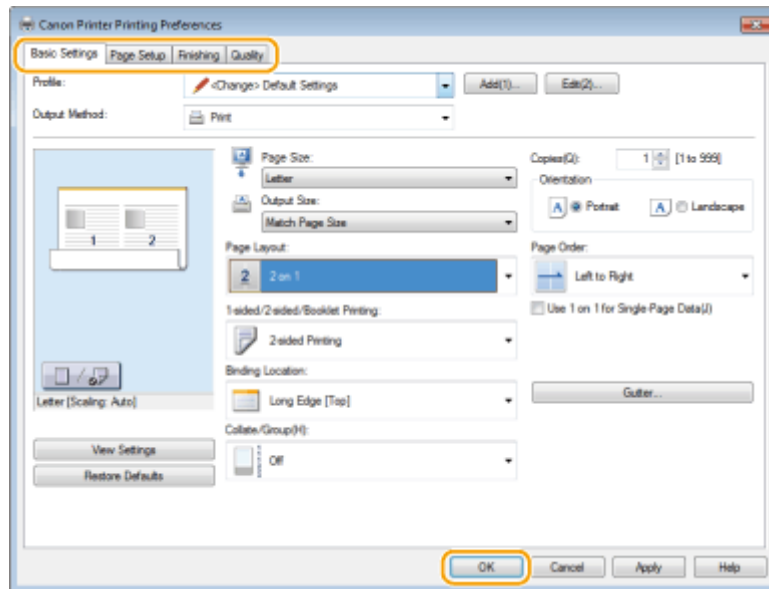 Canon Printer Printing Preferences
Basic Settings Page Setup Finishing Quality
Profile: <Change> Default Settings Add(1)... Edit(2)...
Output Method: Print
Page Size:
Letter
Output Size:
Match Page Size
Copies(Q): 1 [1 to 999]
Orientation
A Portrait A Landscape
1 2
Page Layout:
2 2 on 1
Page Order:
Left to Right
1-sided/2-sided/Booklet Printing:
2-sided Printing
Use 1 on 1 for Single-Page Data(J)
Binding Location:
Long Edge [Top]
Gutter...
Letter [Scaling: Auto]
Collate/Group(H):
Off
View Settings
Restore Defaults
OK Cancel Apply Help